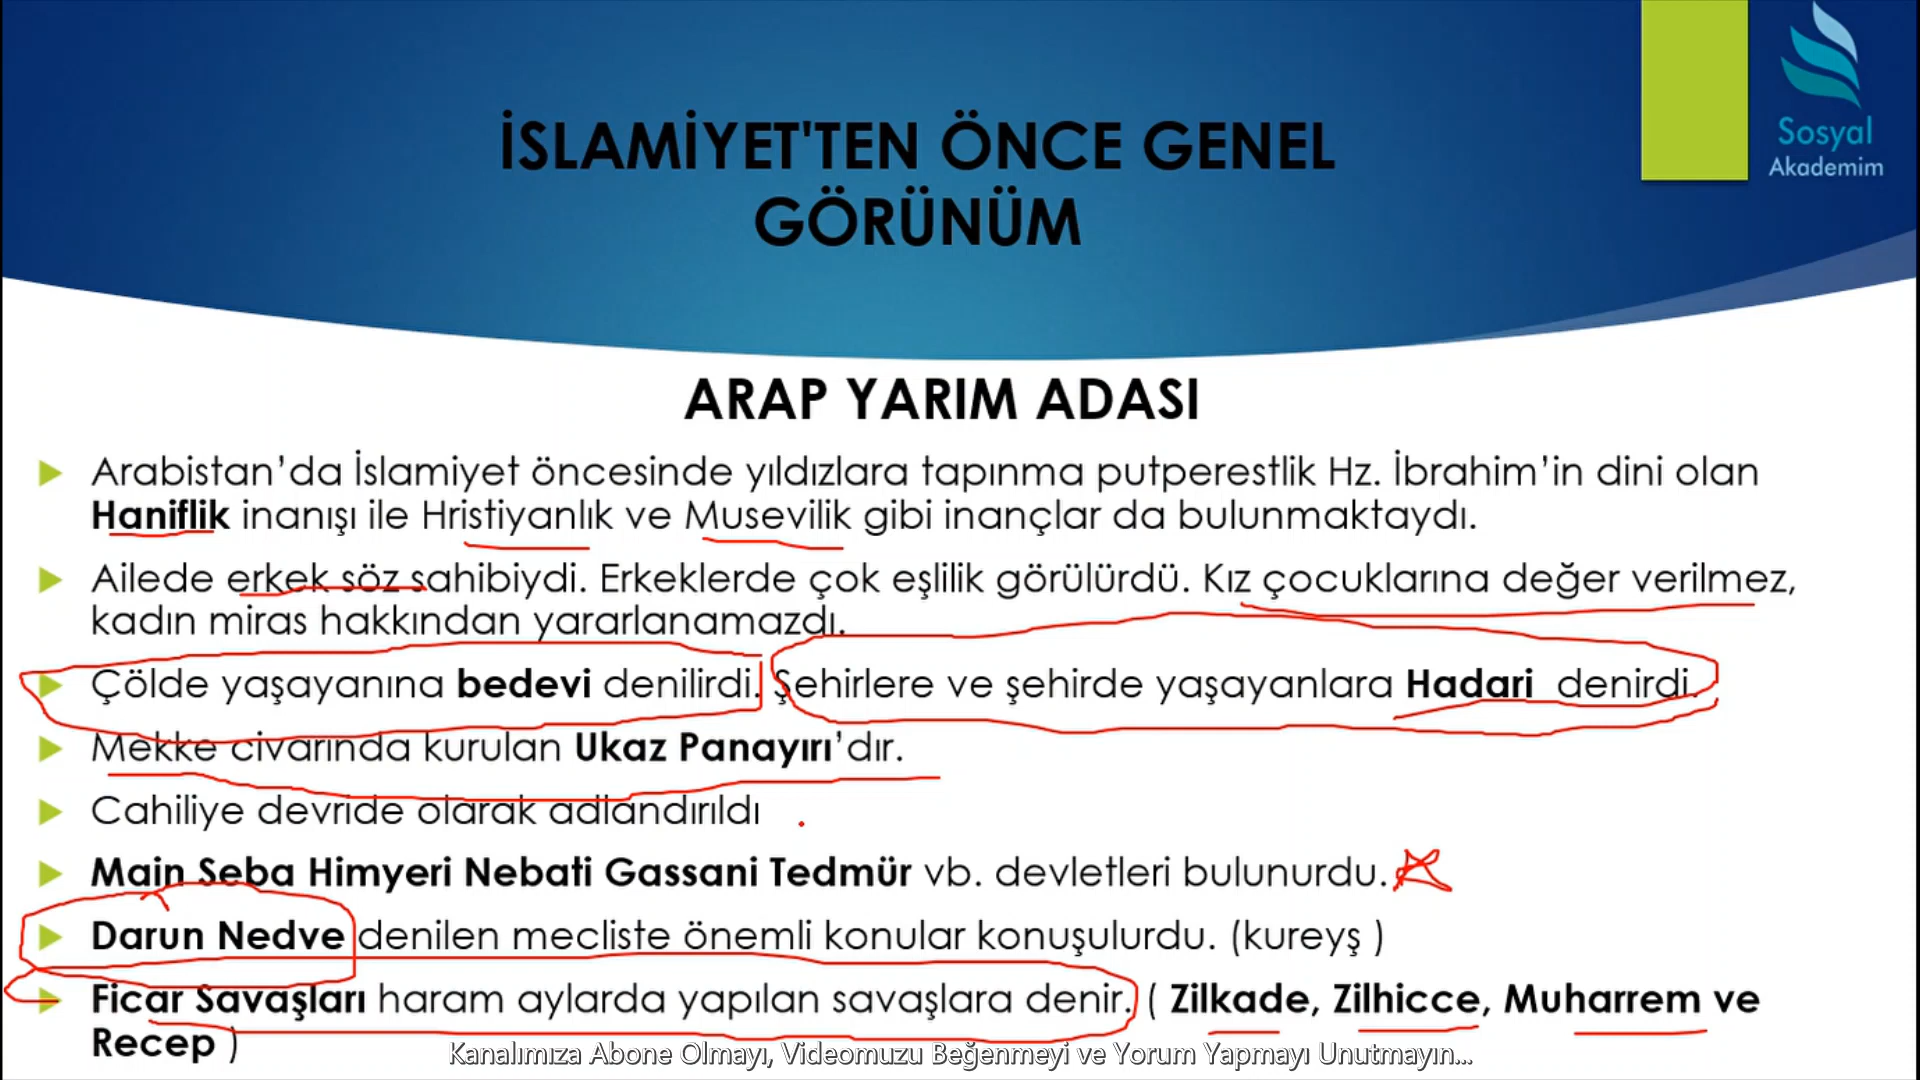 İSLAMİYET'TEN ÖNCE GENEL
GÖRÜNÜM
Sosyal
Akademim
ARAP YARIM ADASI
Arabistan’da İslamiyet öncesinde yıldızlara tapınma putperestlik Hz. İbrahim’in dini olan
Haniflik inanışı ile Hristiyanlık ve Musevilik gibi inançlar da bulunmaktaydı.
Ailede erkek söz sahibiydi. Erkeklerde çok eşlilik görülürdü. Kız çocuklarına değer verilmez,
kadın miras hakkından yararlanamazdı.
Çölde yaşayanına bedevi denilirdi. Şehirlere ve şehirde yaşayanlara Hadari denirdi.
Mekke civarında kurulan Ukaz Panayırı’dır.
Cahiliye devride olarak adlandırıldı
Main Seba Himyeri Nebati Gassani Tedmür vb. devletleri bulunurdu.
Darun Nedve denilen mecliste önemli konular konuşulurdu. (kureyş )
Ficar Savaşları haram aylarda yapılan savaşlara denir. ( Zilkade, Zilhicce, Muharrem ve
Recep )
Kanalımıza Abone Olmayı, Videomuzu Beğenmeyi ve Yorum Yapmayı Unutmayın...